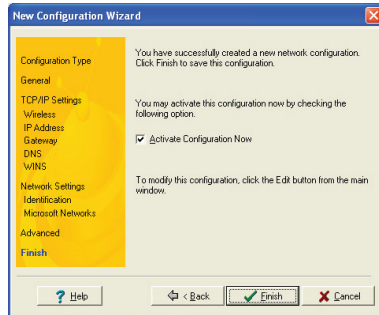 New Configuration Wizard
Configuration Type
General
TCP/IP Settings
Wireless
IP Address
Gateway
DNS
WINS
Network Settings
Identification
Microsoft Networks
Advanced
Finish
You have successfully created a new network configuration.
Click Finish to save this configuration.
You may activate this configuration now by checking the
following option.
Activate Configuration Now
To modify this configuration, click the Edit button from the main
window.
? Help
< Back
Finish
Cancel